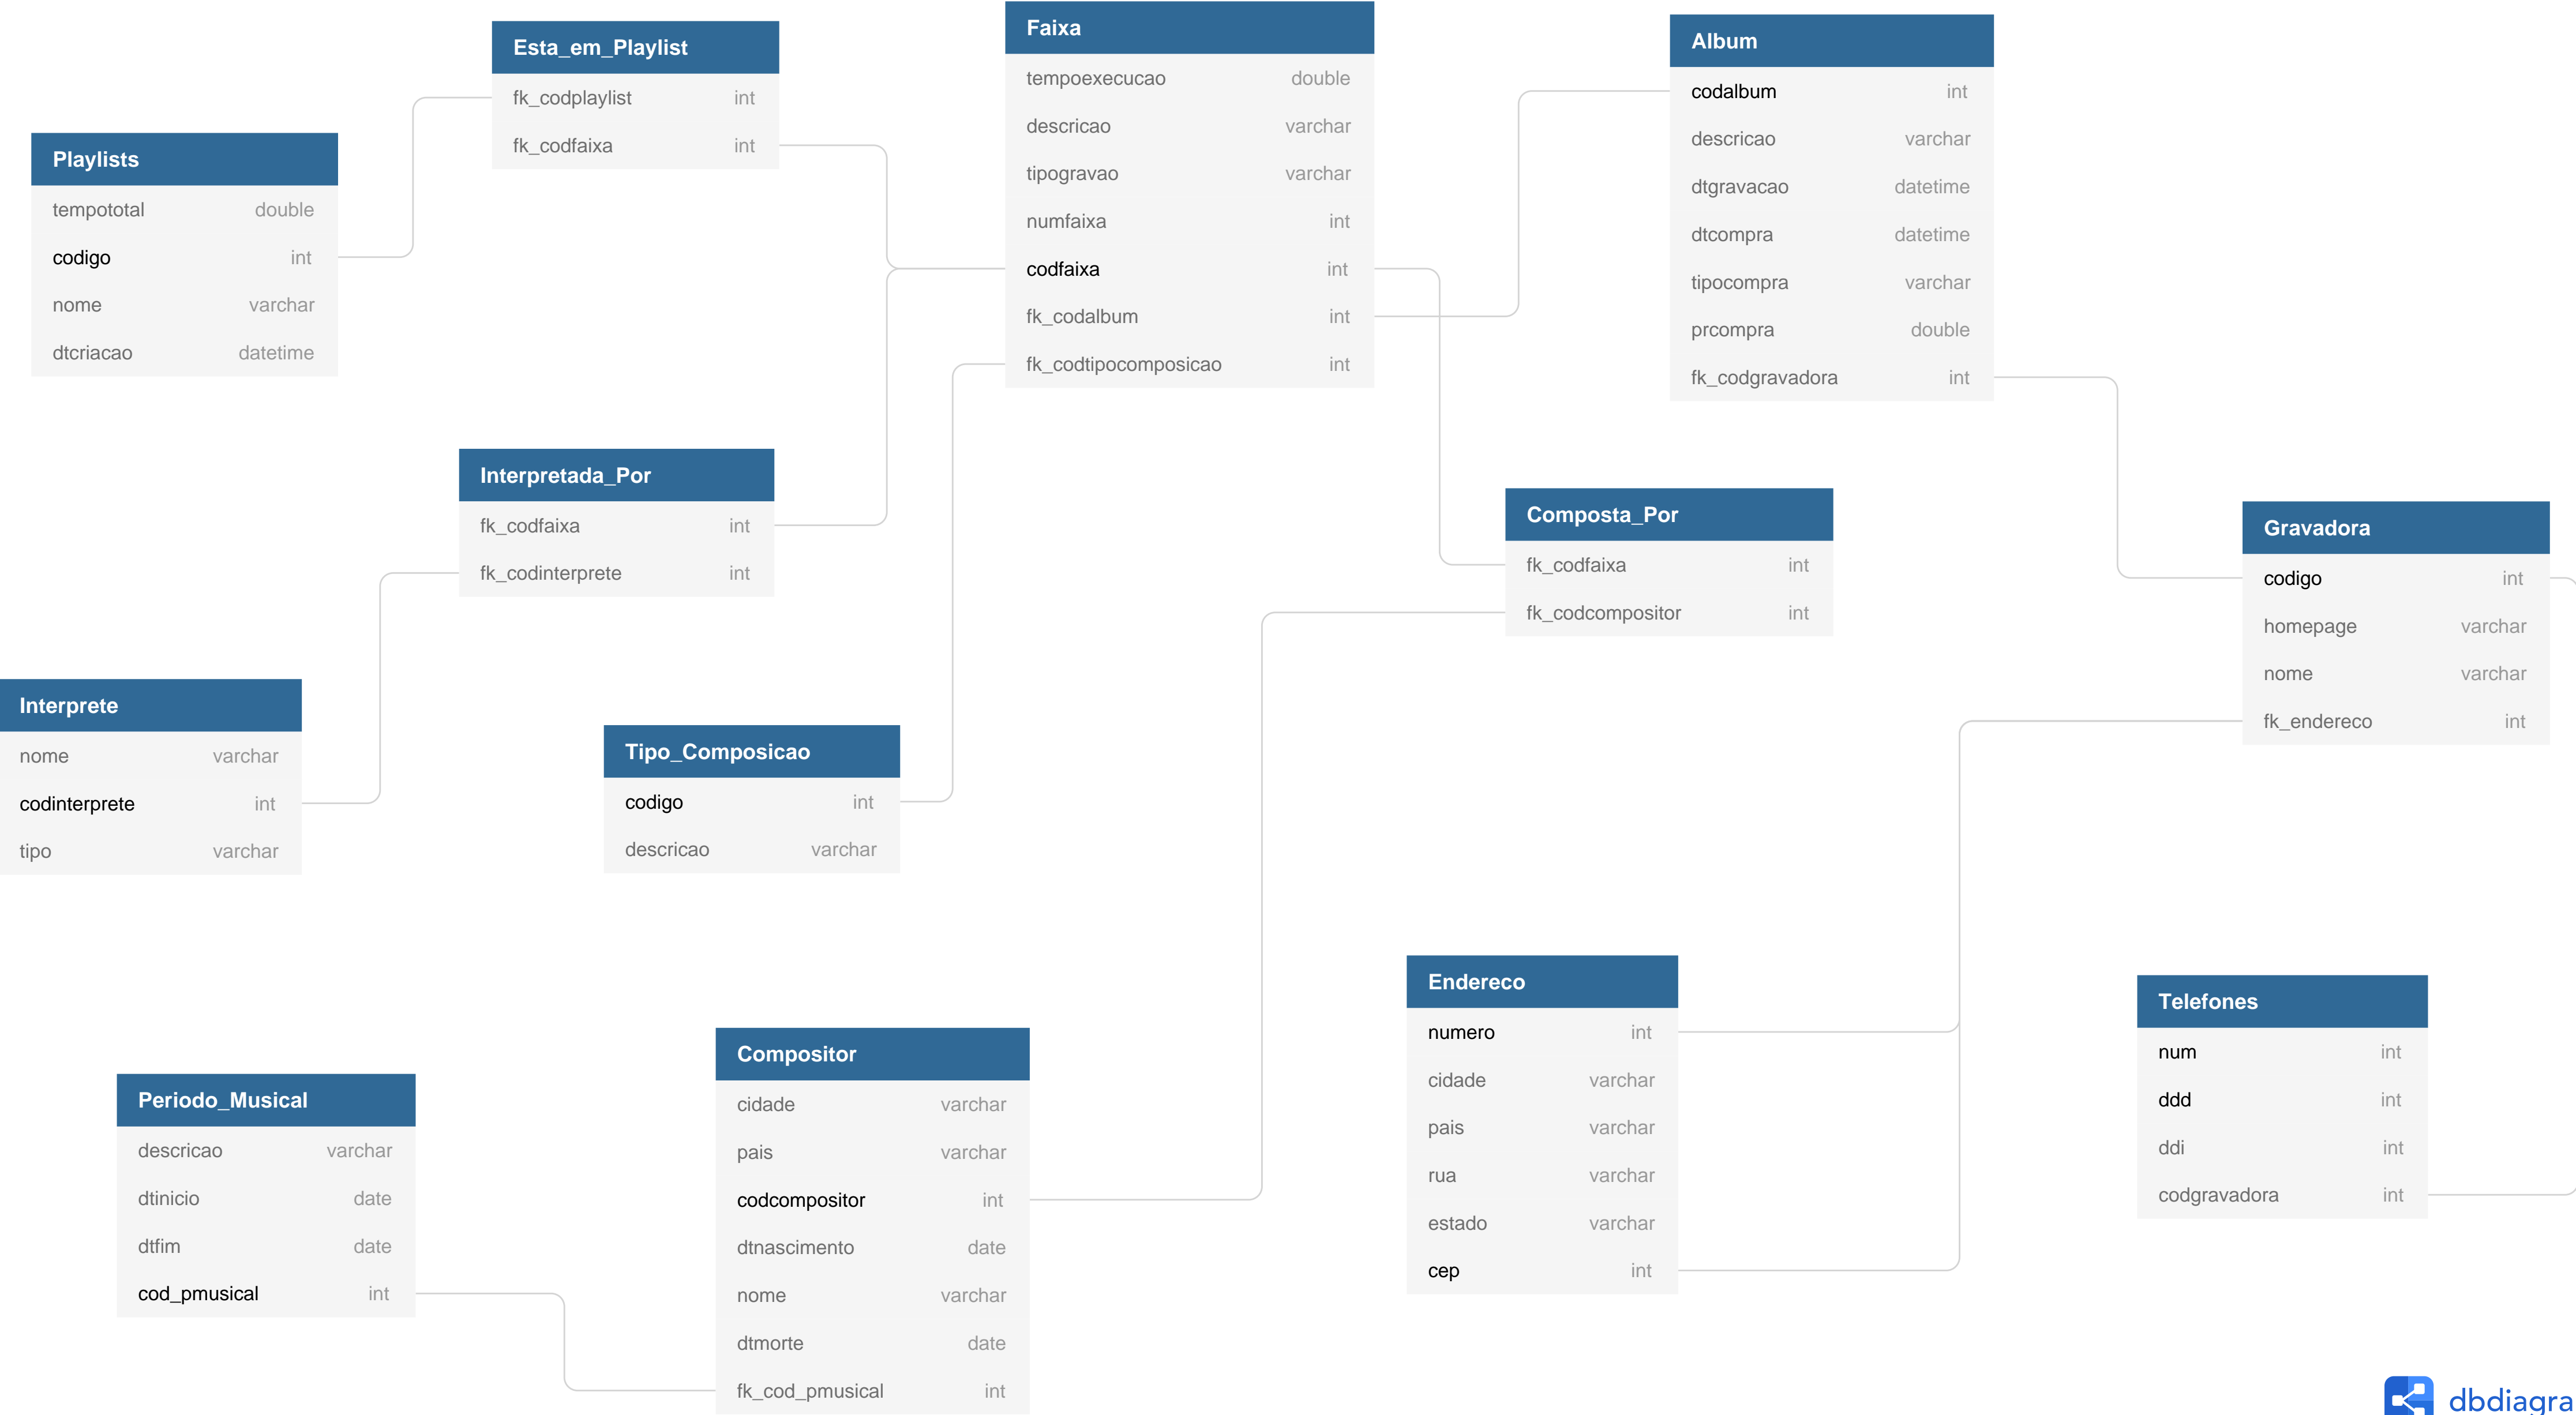 Esta_em_Playlist
fk_codplaylist int
fk_codfaixa int
Playlists
tempototal double
codigo int
nome varchar
dtcriacao datetime
Faixa
tempoexecucao double
descricao varchar
tipogravao varchar
numfaixa int
codfaixa int
fk_codalbum int
fk_codtipocomposicao int
Album
codalbum int
descricao varchar
dtgravacao datetime
dtcompra datetime
tipocompra varchar
prcompra double
fk_codgravadora int
Interpretada_Por
fk_codfaixa int
fk_codinterprete int
Composta_Por
fk_codfaixa int
fk_codcompositor int
Gravadora
codigo int
homepage varchar
nome varchar
fk_endereco int
Interprete
nome varchar
codinterprete int
tipo varchar
Tipo_Composicao
codigo int
descricao varchar
Periodo_Musical
descricao varchar
dtinicio date
dtfim date
cod_pmusical int
Compositor
cidade varchar
pais varchar
codcompositor int
dtnascimento date
nome varchar
dtmorte date
fk_cod_pmusical int
Endereco
numero int
cidade varchar
pais varchar
rua varchar
estado varchar
cep int
Telefones
num int
ddd int
ddi int
codgravadora int
dbdiagra